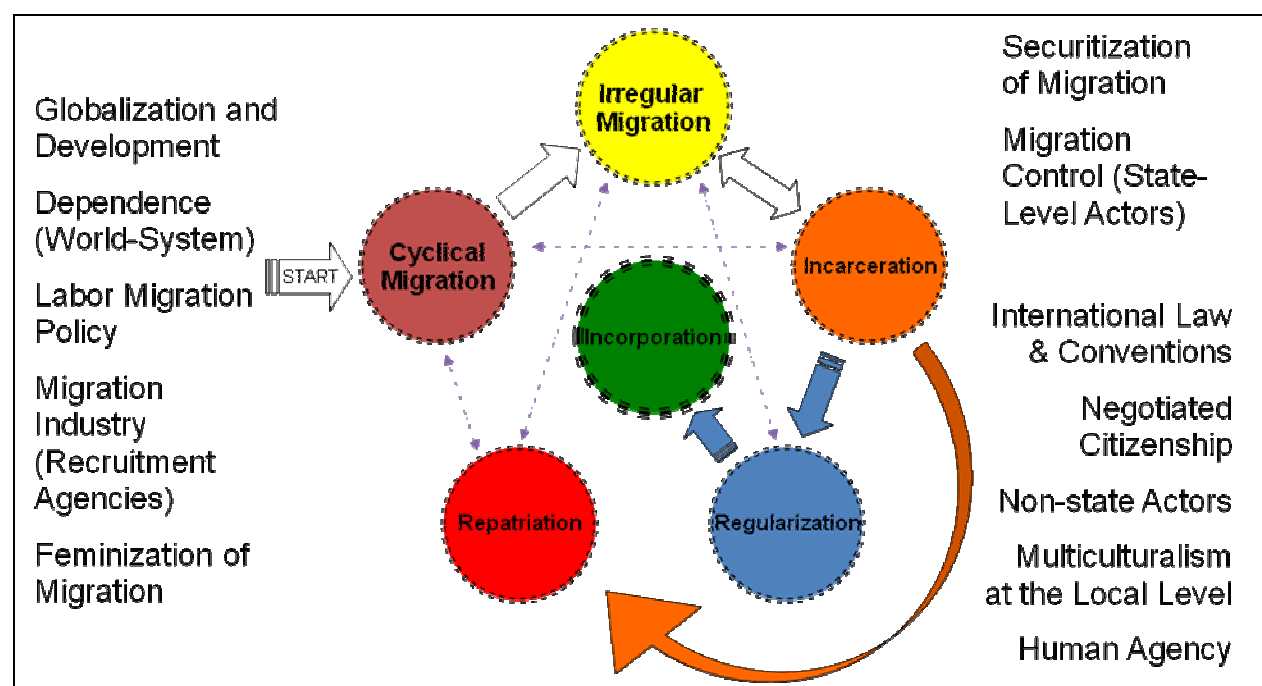 Globalization and
Development
Dependence
(World-System)
Labor Migration
Policy
Migration
Industry
(Recruitment
Agencies)
Feminization of
Migration
START
Cyclical
Migration
Irregular
Migration
Incarceration
Incorporation
Repatriation
Regularization
Securitization
of Migration
Migration
Control (State-
Level Actors)
International Law
& Conventions
Negotiated
Citizenship
Non-state Actors
Multiculturalism
at the Local Level
Human Agency